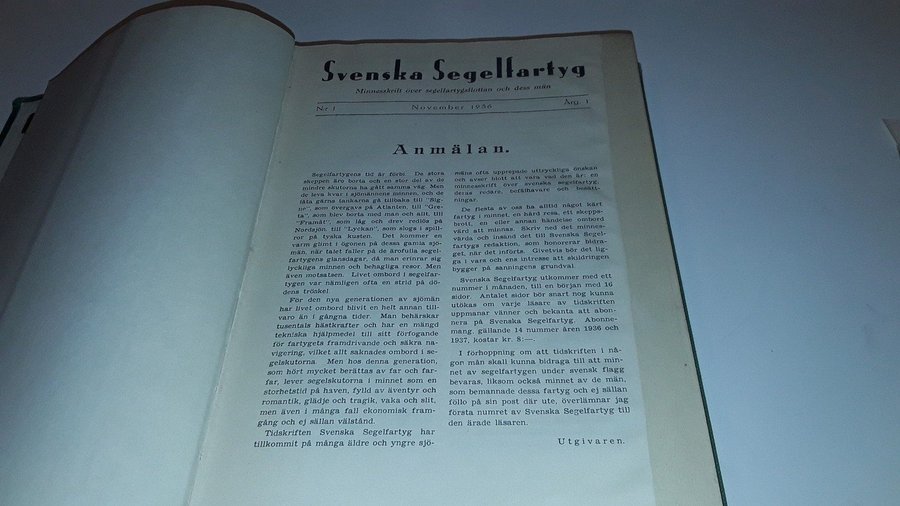 Svenska Segelfartyg
Minnesskrift över segelfartygsflottan och dess män
Nr 1 November 1936 Årg. 1
Anmälan.
Segelfartygens tid är förbi. De stora
skeppen äro borta och en stor del av de
mindre skutorna ha gått samma väg. Men
de leva kvar i sjömännens minnen, och de
låta gärna tankarna gå tillbaka till "Sig-
ne", som övergavs på Atlanten, till "Gre-
ta", som blev borta med man och allt, till
"Framåt", som låg och drev redlös på
Nordsjön, till "Lyckan", som slogs i spill-
ror på tyska kusten. Det kommer en
varm glimt i ögonen på dessa gamla sjö-
män, när talet faller på de ärofulla segel-
fartygens glansdagar, då man erinrar sig
lyckliga minnen och behagliga resor. Men
även motsatsen. Livet ombord i segelfar-
tygen var nämligen ofta en strid på dö-
dens tröskel.
För den nya generationen av sjömän
har livet ombord blivit en helt annan till-
varo än i gångna tider. Man behärskar
tusentals hästkrafter och har en mängd
tekniska hjälpmedel till sitt förfogande
för fartygets framdrivande och säkra na-
vigering, vilket allt saknades ombord i se-
gelskutorna. Men hos denna generation,
som hört mycket berättas av far och far-
far, lever segelskutorna i minnet som en
storhetstid på haven, fylld av äventyr och
romantik, glädje och tragik, vaka och slit,
men även i många fall ekonomisk fram-
gång och ej sällan välstånd.
Tidskriften Svenska Segelfartyg har
tillkommit på många äldre och yngre sjö-
mäns ofta upprepade uttryckliga önskan
och avser blott att vara vad den är: en
minnesskrift över svenska segelfartyg,
deras redare, befälhavare och besätt-
ningar.
De flesta av oss ha alltid något kärt
fartyg i minnet, en hård resa, ett skepps-
brott, en eller annan händelse ombord
värd att minnas. Skriv ned det minnes-
värda och insänd det till Svenska Segel-
fartygs redaktion, som honorerar bidra-
get, när det införts. Givetvis bör det lig-
ga i vars och ens intresse att skildringen
bygger på sanningens grundval.
Svenska Segelfartyg utkommer med ett
nummer i månaden, till en början med 16
sidor. Antalet sidor bör snart nog kunna
utökas om varje läsare av tidskriften
uppmanar vänner och bekanta att abon-
nera på Svenska Segelfartyg. Abonne-
mang, gällande 14 nummer åren 1936 och
1937, kostar kr. 8:—.
I förhoppning om att tidskriften i nå-
gon mån skall kunna bidraga till att min-
net av segelfartygen under svensk flagg
bevaras, liksom också minnet av de män,
som bemannade dessa fartyg och ej sällan
föllo på sin post där ute, överlämnar jag
första numret av Svenska Segelfartyg till
den ärade läsaren.
Utgivaren.